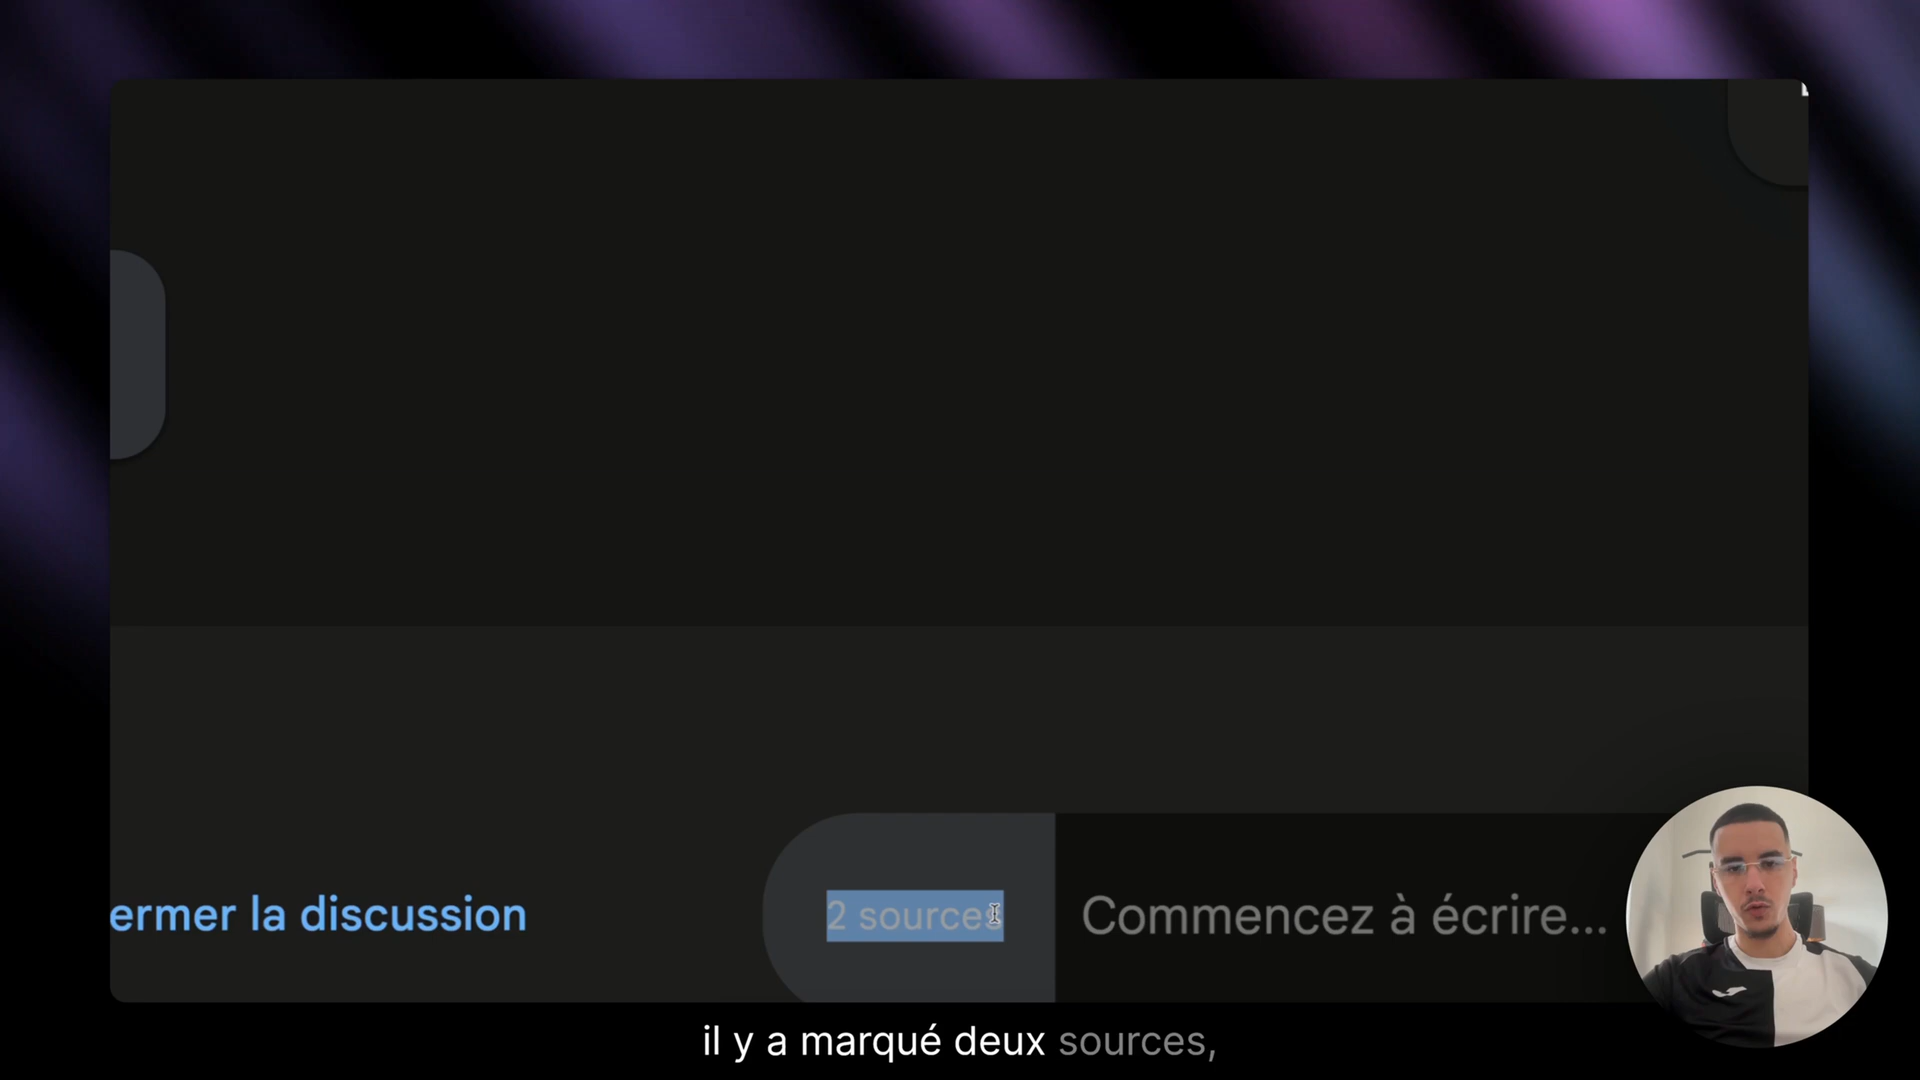 ermer la discussion
2 sources
Commencez à écrire...
il y a marqué deux sources,